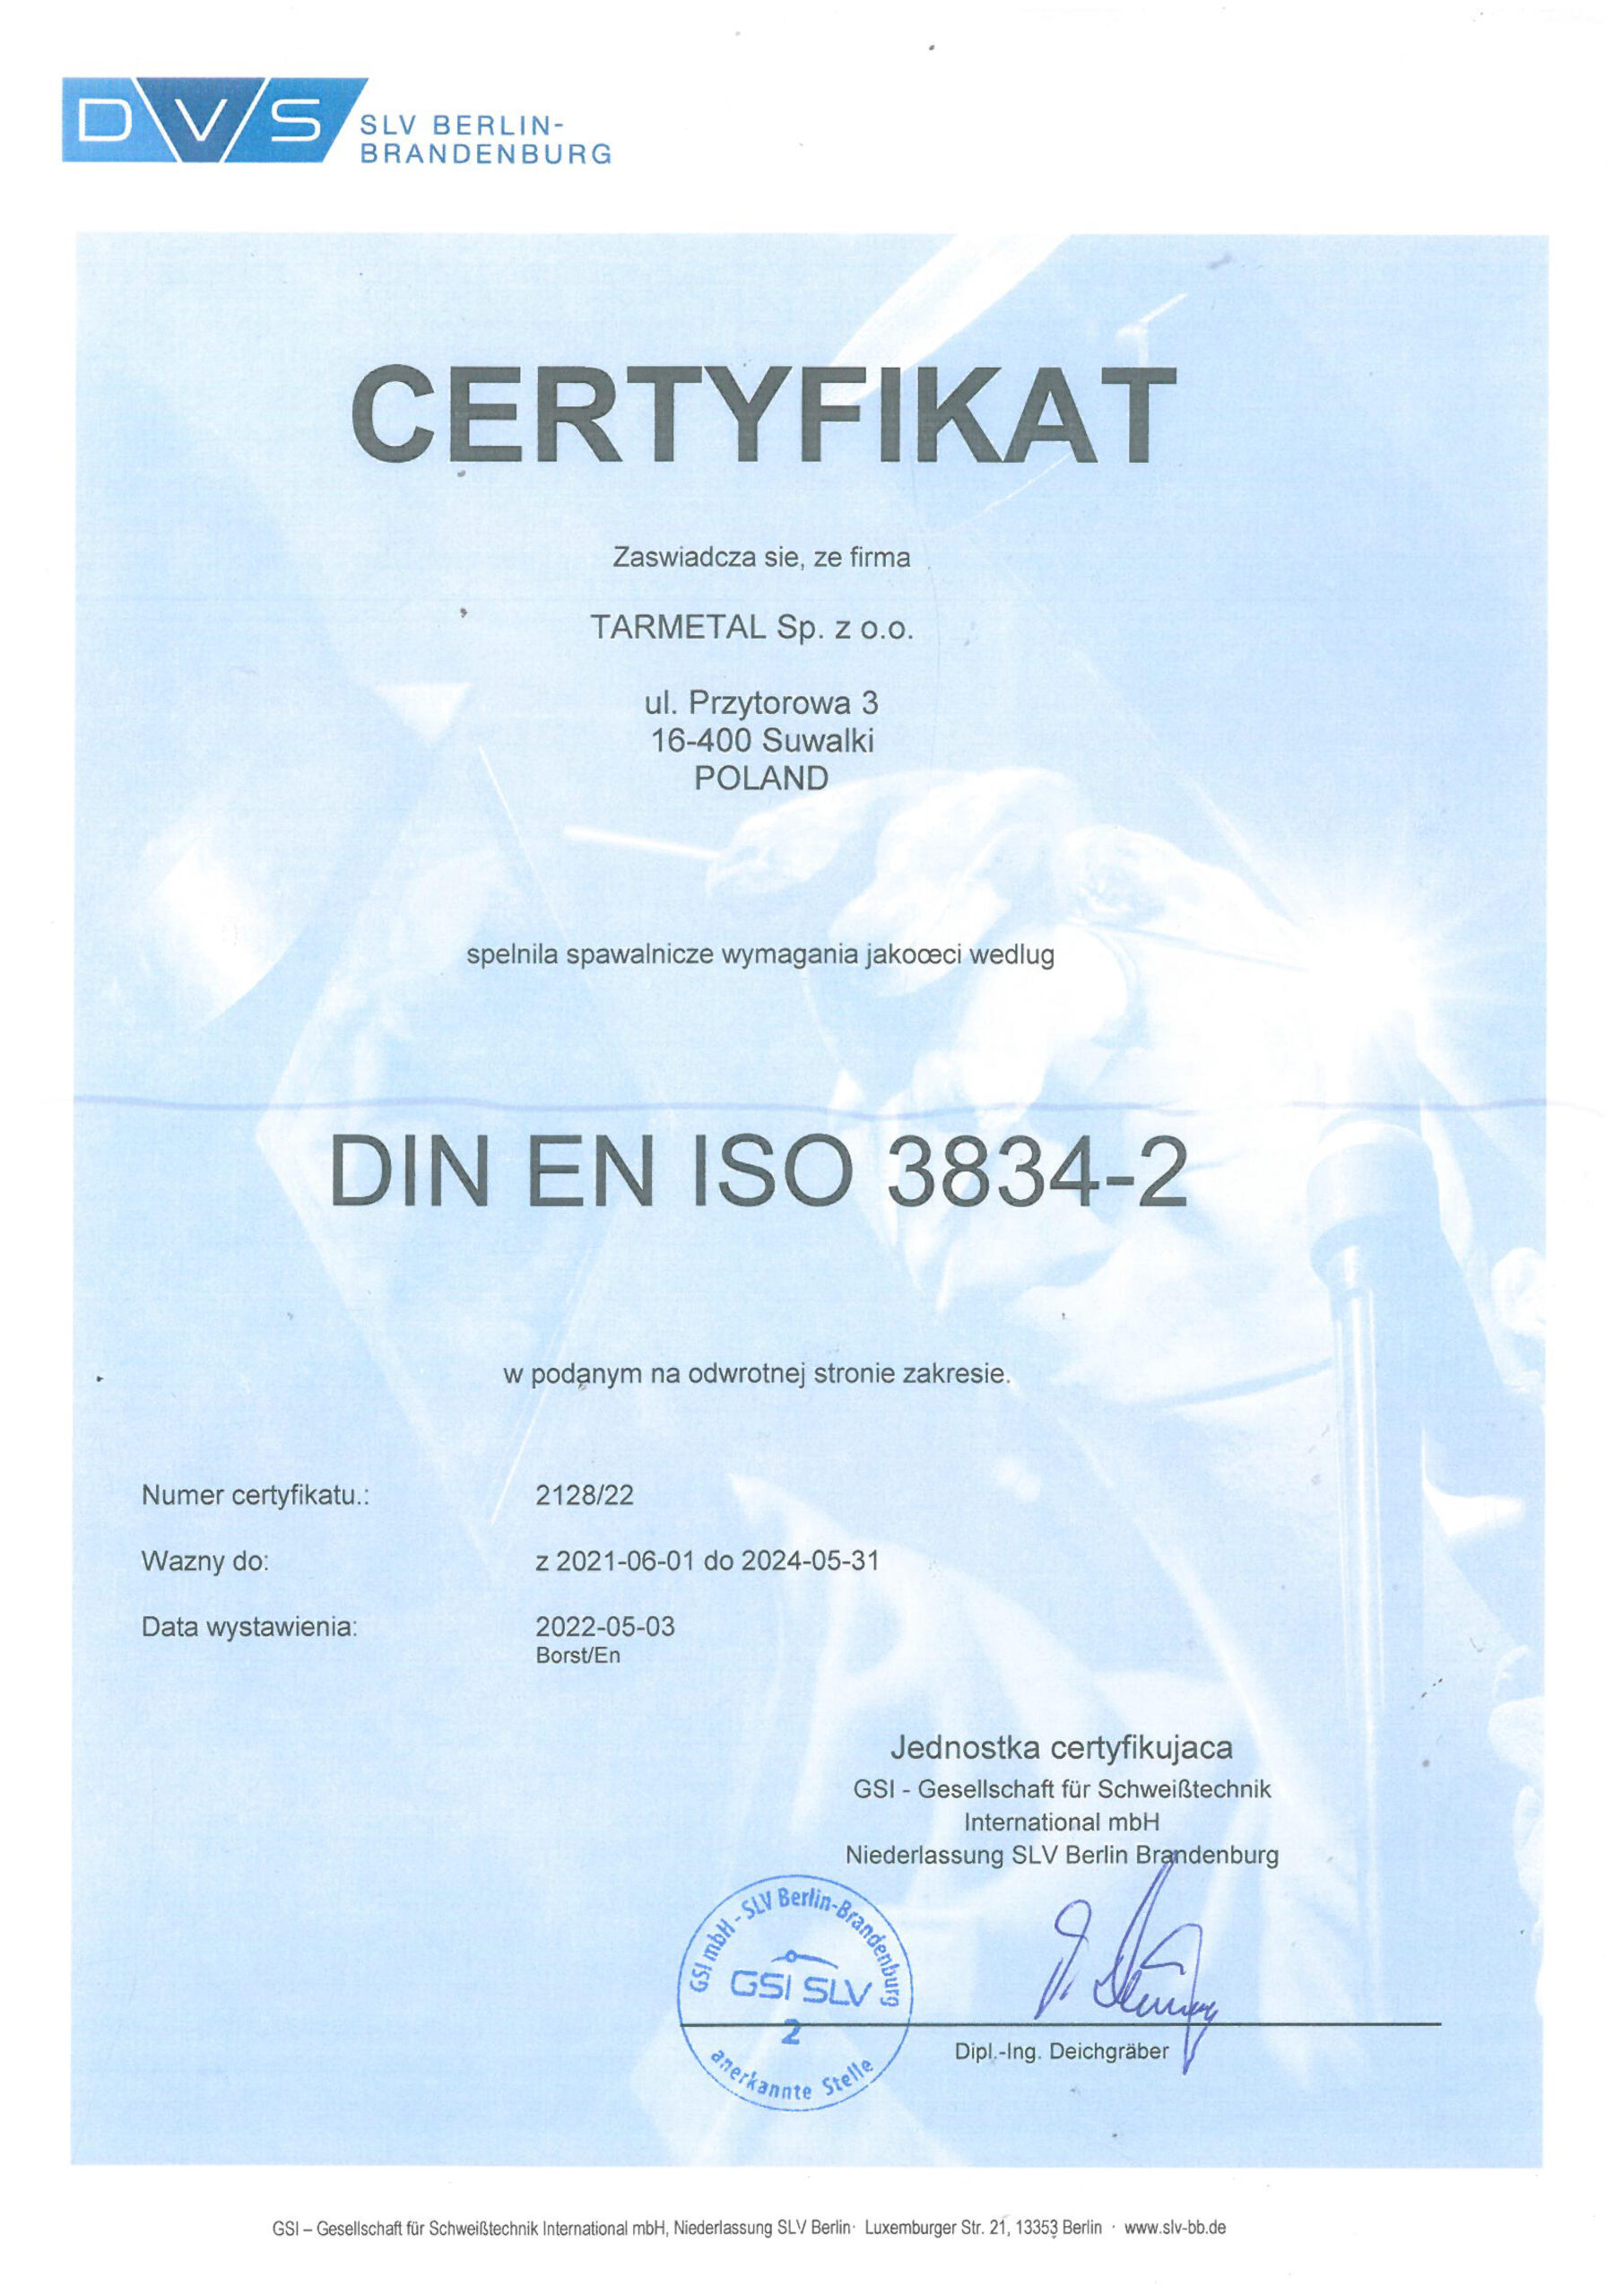 DVS
SLV BERLIN-
BRANDENBURG
CERTYFIKAT
Zaswiadcza sie, ze firma
TARMETAL Sp. z o.o.
ul. Przytorowa 3
16-400 Suwalki
POLAND
spelnila spawalnicze wymagania jakoœci wedlug
DIN EN ISO 3834-2
w podanym na odwrotnej stronie zakresie.
Numer certyfikatu.: 2128/22
Wazny do: z 2021-06-01 do 2024-05-31
Data wystawienia: 2022-05-03
Borst/En
Jednostka certyfikujaca
GSI - Gesellschaft für Schweißtechnik
International mbH
Niederlassung SLV Berlin Brandenburg
GSI mbH - SLV Berlin-Brandenburg
GSI SLV
2
anerkannte Stelle
Dipl.-Ing. Deichgräber
GSI – Gesellschaft für Schweißtechnik International mbH, Niederlassung SLV Berlin · Luxemburger Str. 21, 13353 Berlin · www.slv-bb.de